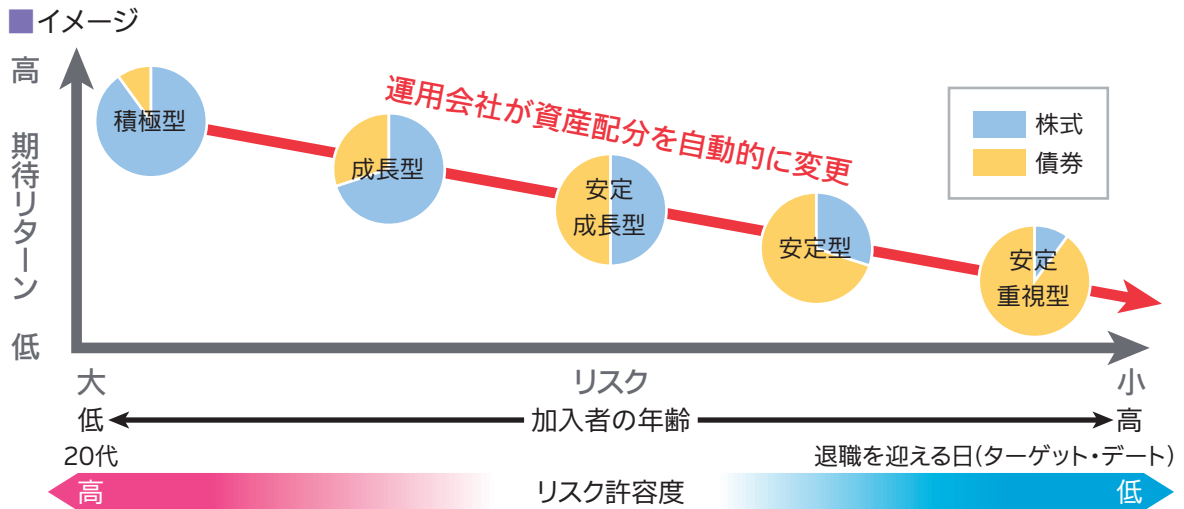 ■イメージ
高
期待リターン
低
運用会社が資産配分を自動的に変更
積極型
成長型
安定
成長型
安定型
安定
重視型
株式
債券
大 リスク 小
低 加入者の年齢 高
20代 退職を迎える日(ターゲット・デート)
高 リスク許容度 低